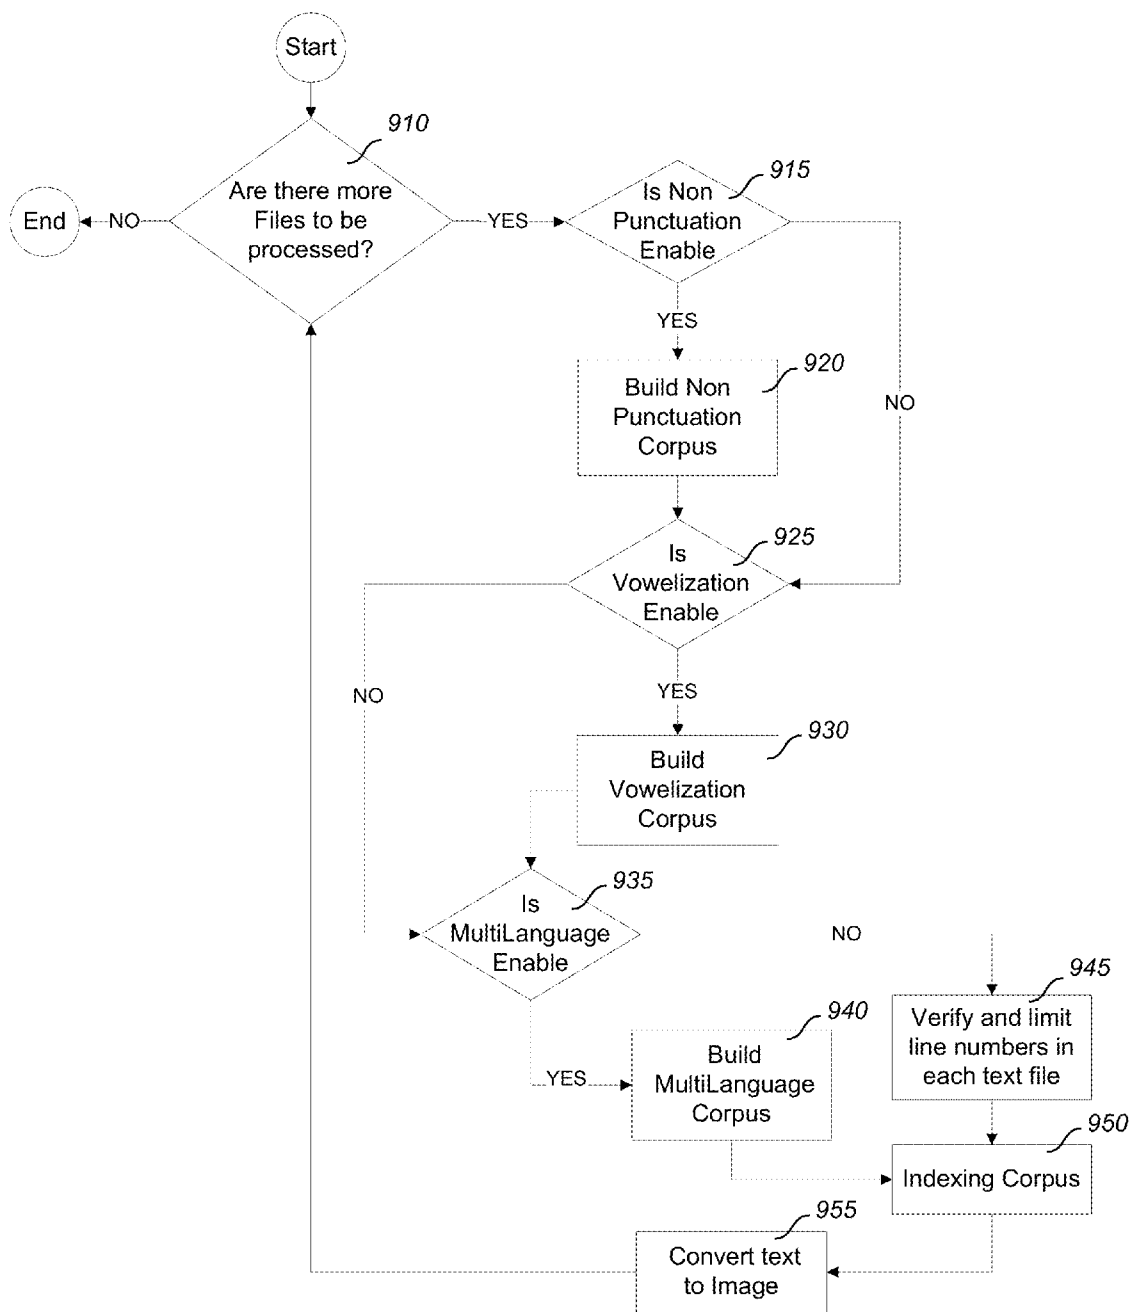 Start
910
Are there more
Files to be
processed?
NO
End
YES
915
Is Non
Punctuation
Enable
YES
NO
920
Build Non
Punctuation
Corpus
925
Is
Vowelization
Enable
NO
YES
930
Build
Vowelization
Corpus
935
Is
MultiLanguage
Enable
NO
YES
940
Build
MultiLanguage
Corpus
945
Verify and limit
line numbers in
each text file
950
Indexing Corpus
955
Convert text
to Image